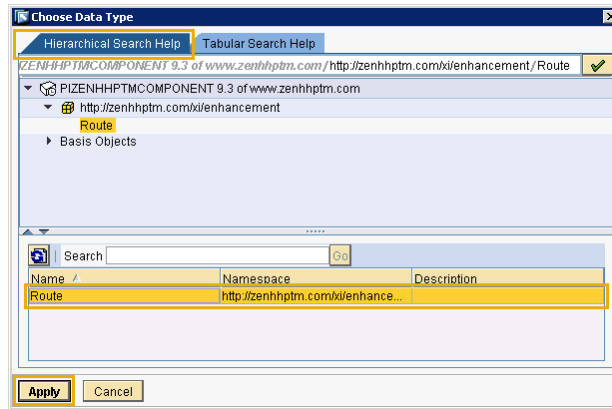 Choose Data Type
Hierarchical Search Help Tabular Search Help
ZENHHPTMCOMPONENT 9.3 of www.zenhhptm.com/http://zenhhptm.com/xi/enhancement/Route
PIZENHHPTMCOMPONENT 9.3 of www.zenhhptm.com
http://zenhhptm.com/xi/enhancement
Route
Basis Objects
Search Go
Name Namespace Description
Route http://zenhhptm.com/xi/enhance...
Apply Cancel